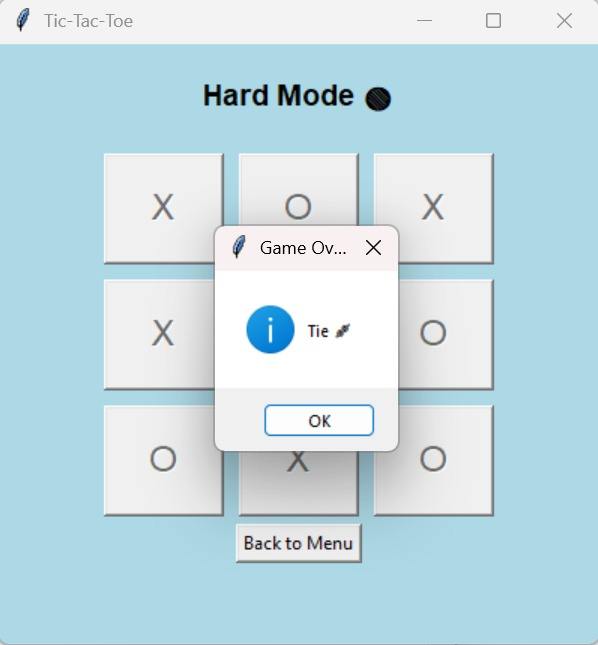 Tic-Tac-Toe
Hard Mode
X O X
Game Ov...
X O
Tie
OK
O X O
Back to Menu